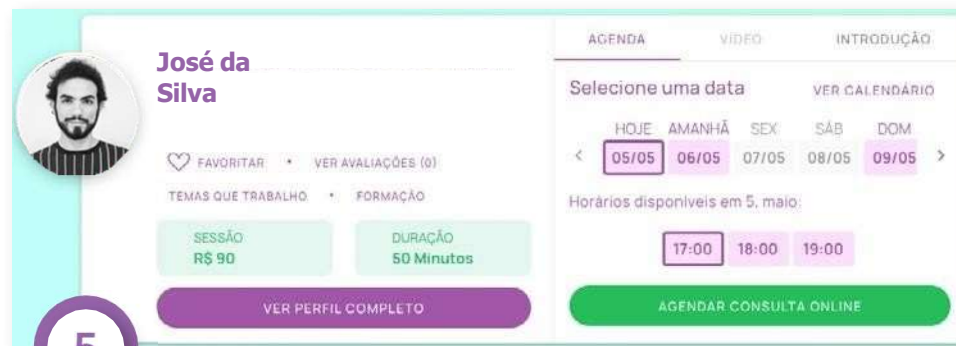 José da
Silva
FAVORITAR • VER AVALIAÇÕES (0)
TEMAS QUE TRABALHO • FORMAÇÃO
SESSÃO
R$ 90
DURAÇÃO
50 Minutos
VER PERFIL COMPLETO
AGENDA VIDEO INTRODUÇÃO
Selecione uma data VER CALENDÁRIO
HOJE AMANHÃ SEX SÁB DOM
< 05/05 06/05 07/05 08/05 09/05 >
Horários disponíveis em 5, maio:
17:00 18:00 19:00
AGENDAR CONSULTA ONLINE
5